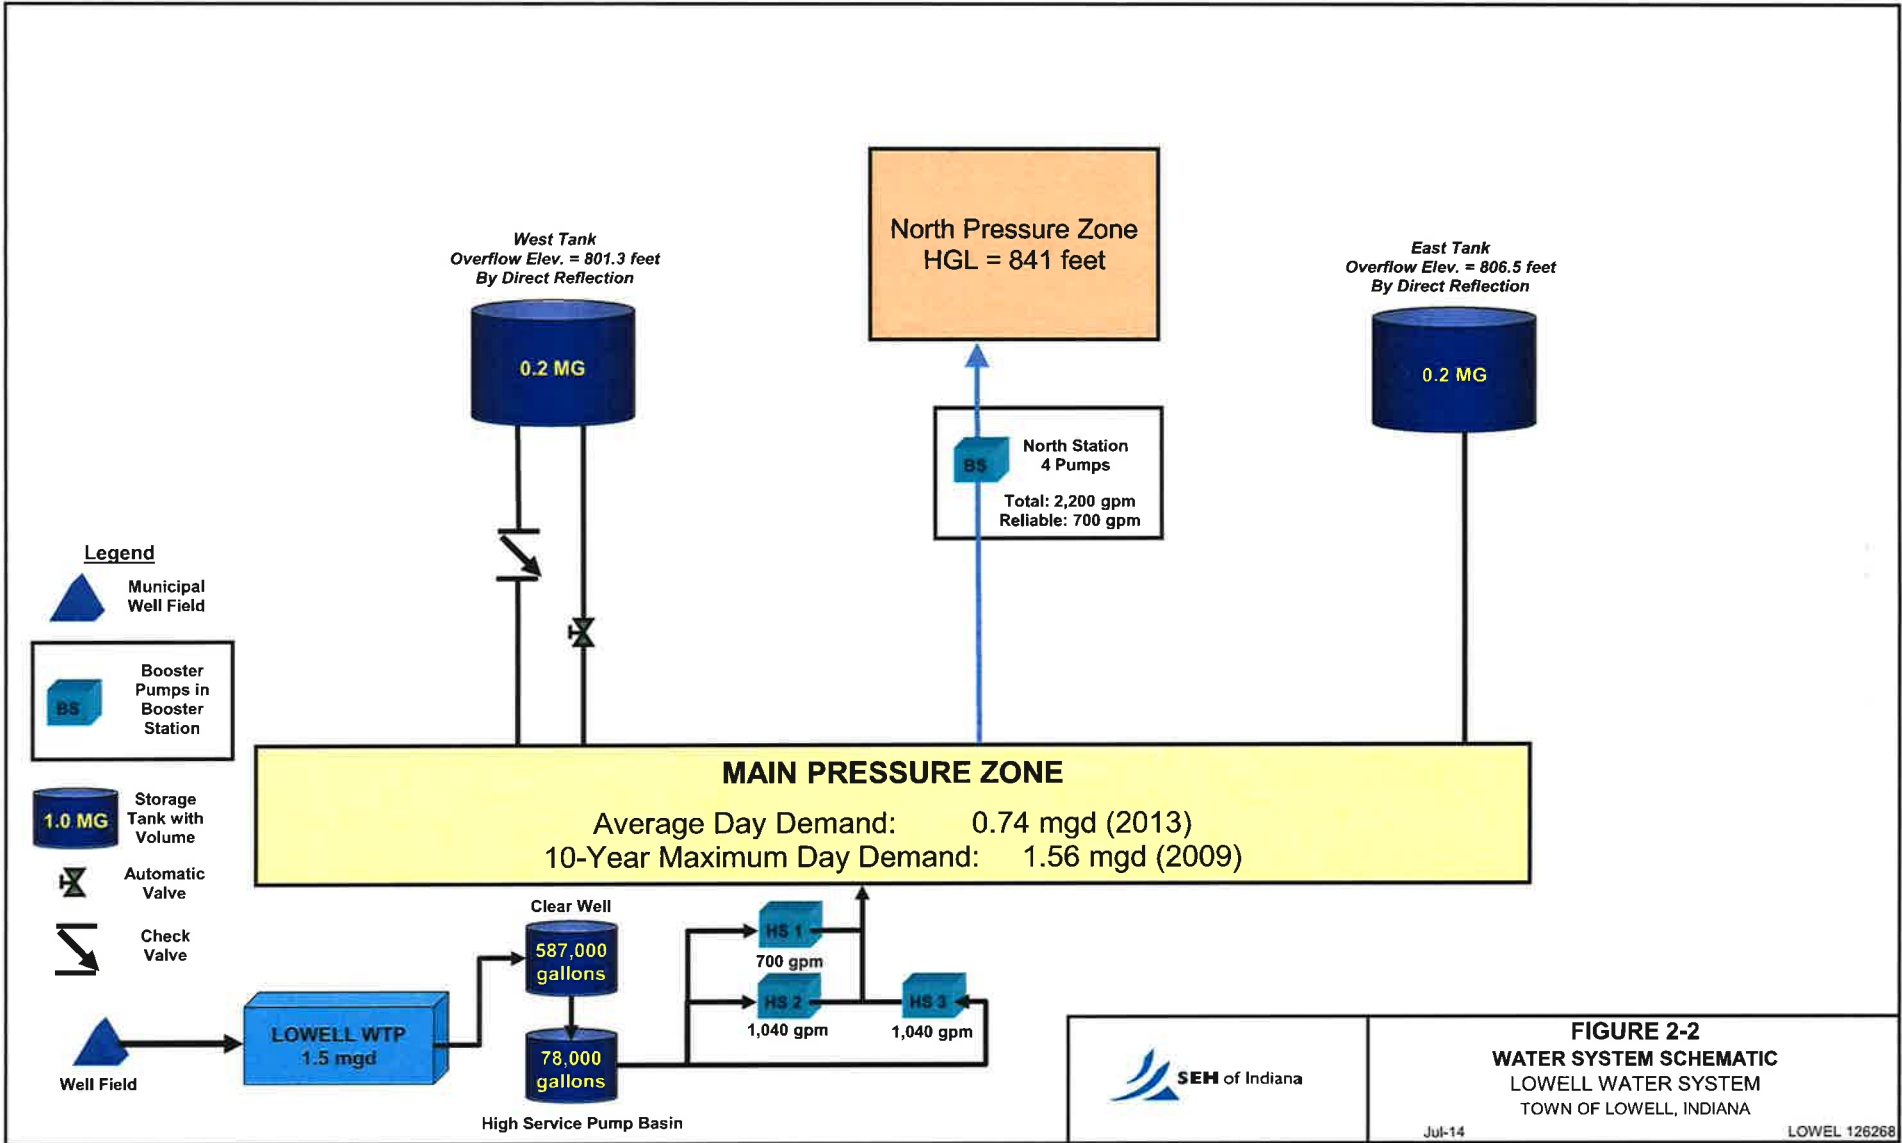 North Pressure Zone
HGL = 841 feet
West Tank
Overflow Elev. = 801.3 feet
By Direct Reflection
0.2 MG
East Tank
Overflow Elev. = 806.5 feet
By Direct Reflection
0.2 MG
BS
North Station
4 Pumps
Total: 2,200 gpm
Reliable: 700 gpm
Legend
Municipal
Well Field
BS
Booster
Pumps in
Booster
Station
1.0 MG
Storage
Tank with
Volume
Automatic
Valve
Check
Valve
MAIN PRESSURE ZONE
Average Day Demand: 0.74 mgd (2013)
10-Year Maximum Day Demand: 1.56 mgd (2009)
Well Field
LOWELL WTP
1.5 mgd
Clear Well
587,000
gallons
78,000
gallons
High Service Pump Basin
HS 1
700 gpm
HS 2
1,040 gpm
HS 3
1,040 gpm
SEH of Indiana
FIGURE 2-2
WATER SYSTEM SCHEMATIC
LOWELL WATER SYSTEM
TOWN OF LOWELL, INDIANA
Jul-14
LOWEL 126268